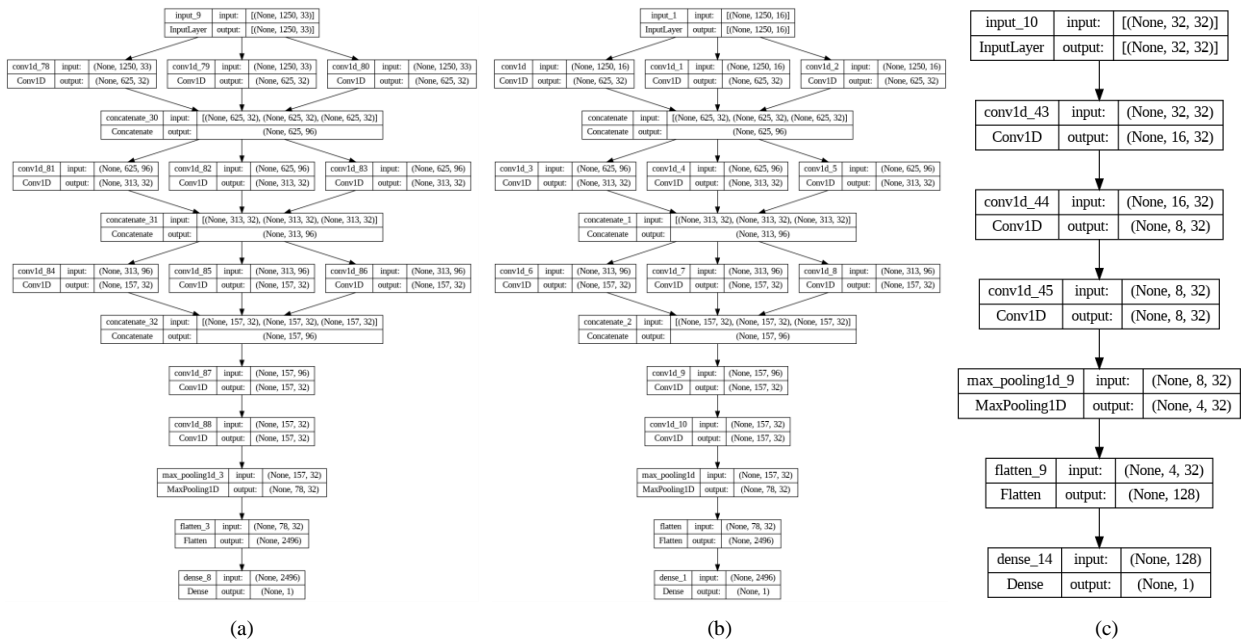 input_9 input: [(None, 1250, 33)]
InputLayer output: [(None, 1250, 33)]
conv1d_78 input: (None, 1250, 33)
Conv1D output: (None, 625, 32)
conv1d_79 input: (None, 1250, 33)
Conv1D output: (None, 625, 32)
conv1d_80 input: (None, 1250, 33)
Conv1D output: (None, 625, 32)
concatenate_30 input: [(None, 625, 32), (None, 625, 32), (None, 625, 32)]
Concatenate output: (None, 625, 96)
conv1d_81 input: (None, 625, 96)
Conv1D output: (None, 313, 32)
conv1d_82 input: (None, 625, 96)
Conv1D output: (None, 313, 32)
conv1d_83 input: (None, 625, 96)
Conv1D output: (None, 313, 32)
concatenate_31 input: [(None, 313, 32), (None, 313, 32), (None, 313, 32)]
Concatenate output: (None, 313, 96)
conv1d_84 input: (None, 313, 96)
Conv1D output: (None, 157, 32)
conv1d_85 input: (None, 313, 96)
Conv1D output: (None, 157, 32)
conv1d_86 input: (None, 313, 96)
Conv1D output: (None, 157, 32)
concatenate_32 input: [(None, 157, 32), (None, 157, 32), (None, 157, 32)]
Concatenate output: (None, 157, 96)
conv1d_87 input: (None, 157, 96)
Conv1D output: (None, 157, 32)
conv1d_88 input: (None, 157, 32)
Conv1D output: (None, 157, 32)
max_pooling1d_3 input: (None, 157, 32)
MaxPooling1D output: (None, 78, 32)
flatten_3 input: (None, 78, 32)
Flatten output: (None, 2496)
dense_8 input: (None, 2496)
Dense output: (None, 1)
(a)
input_1 input: [(None, 1250, 16)]
InputLayer output: [(None, 1250, 16)]
conv1d input: (None, 1250, 16)
Conv1D output: (None, 625, 32)
conv1d_1 input: (None, 1250, 16)
Conv1D output: (None, 625, 32)
conv1d_2 input: (None, 1250, 16)
Conv1D output: (None, 625, 32)
concatenate input: [(None, 625, 32), (None, 625, 32), (None, 625, 32)]
Concatenate output: (None, 625, 96)
conv1d_3 input: (None, 625, 96)
Conv1D output: (None, 313, 32)
conv1d_4 input: (None, 625, 96)
Conv1D output: (None, 313, 32)
conv1d_5 input: (None, 625, 96)
Conv1D output: (None, 313, 32)
concatenate_1 input: [(None, 313, 32), (None, 313, 32), (None, 313, 32)]
Concatenate output: (None, 313, 96)
conv1d_6 input: (None, 313, 96)
Conv1D output: (None, 157, 32)
conv1d_7 input: (None, 313, 96)
Conv1D output: (None, 157, 32)
conv1d_8 input: (None, 313, 96)
Conv1D output: (None, 157, 32)
concatenate_2 input: [(None, 157, 32), (None, 157, 32), (None, 157, 32)]
Concatenate output: (None, 157, 96)
conv1d_9 input: (None, 157, 96)
Conv1D output: (None, 157, 32)
conv1d_10 input: (None, 157, 32)
Conv1D output: (None, 157, 32)
max_pooling1d input: (None, 157, 32)
MaxPooling1D output: (None, 78, 32)
flatten input: (None, 78, 32)
Flatten output: (None, 2496)
dense_1 input: (None, 2496)
Dense output: (None, 1)
(b)
input_10 input: [(None, 32, 32)]
InputLayer output: [(None, 32, 32)]
conv1d_43 input: (None, 32, 32)
Conv1D output: (None, 16, 32)
conv1d_44 input: (None, 16, 32)
Conv1D output: (None, 8, 32)
conv1d_45 input: (None, 8, 32)
Conv1D output: (None, 8, 32)
max_pooling1d_9 input: (None, 8, 32)
MaxPooling1D output: (None, 4, 32)
flatten_9 input: (None, 4, 32)
Flatten output: (None, 128)
dense_14 input: (None, 128)
Dense output: (None, 1)
(c)